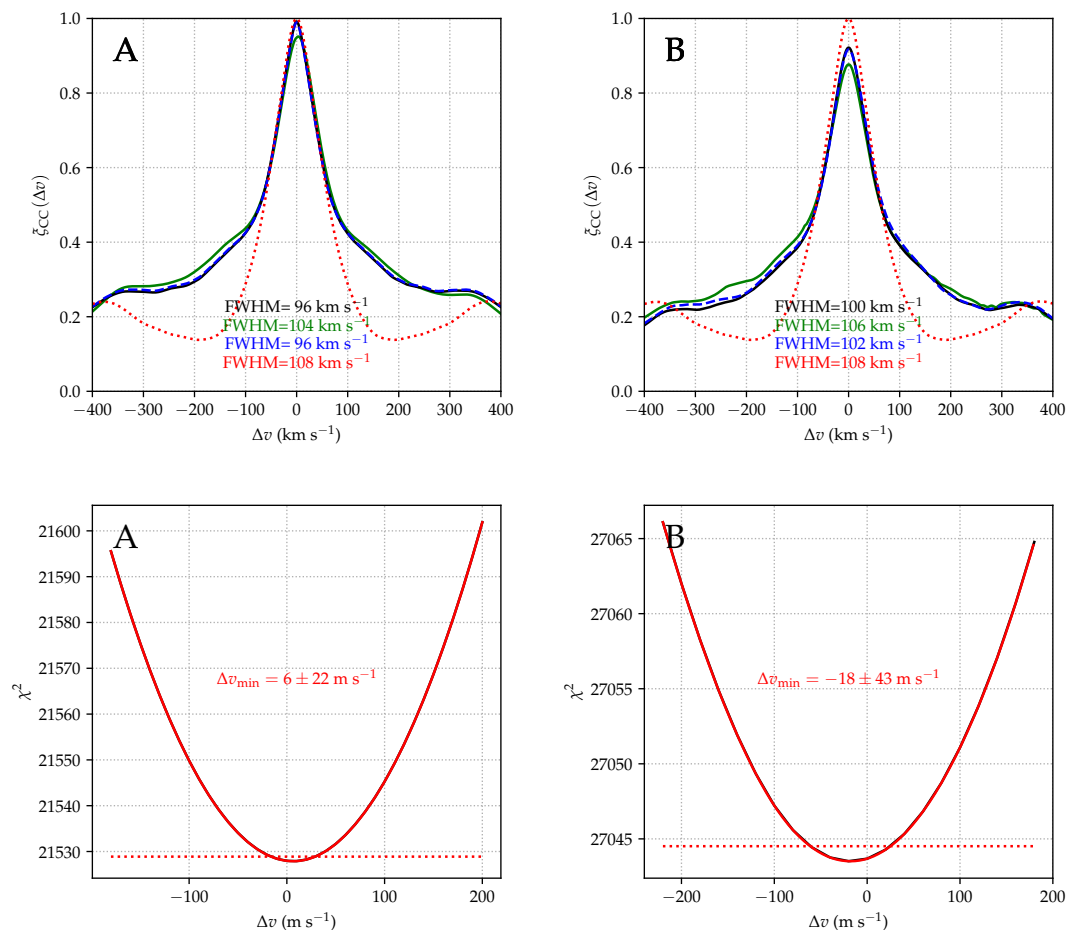 A
1.0
0.8
0.6
0.4
0.2
0.0
ξCC(Δv)
FWHM= 96 km s⁻¹
FWHM=104 km s⁻¹
FWHM= 96 km s⁻¹
FWHM=108 km s⁻¹
−400 −300 −200 −100 0 100 200 300 400
Δv (km s⁻¹)
B
1.0
0.8
0.6
0.4
0.2
0.0
ξCC(Δv)
FWHM=100 km s⁻¹
FWHM=106 km s⁻¹
FWHM=102 km s⁻¹
FWHM=108 km s⁻¹
−400 −300 −200 −100 0 100 200 300 400
Δv (km s⁻¹)
A
21600
21590
21580
21570
21560
21550
21540
21530
χ²
Δvmin = 6 ± 22 m s⁻¹
−100 0 100 200
Δv (m s⁻¹)
B
27065
27060
27055
27050
27045
χ²
Δvmin = −18 ± 43 m s⁻¹
−200 −100 0 100 200
Δv (m s⁻¹)